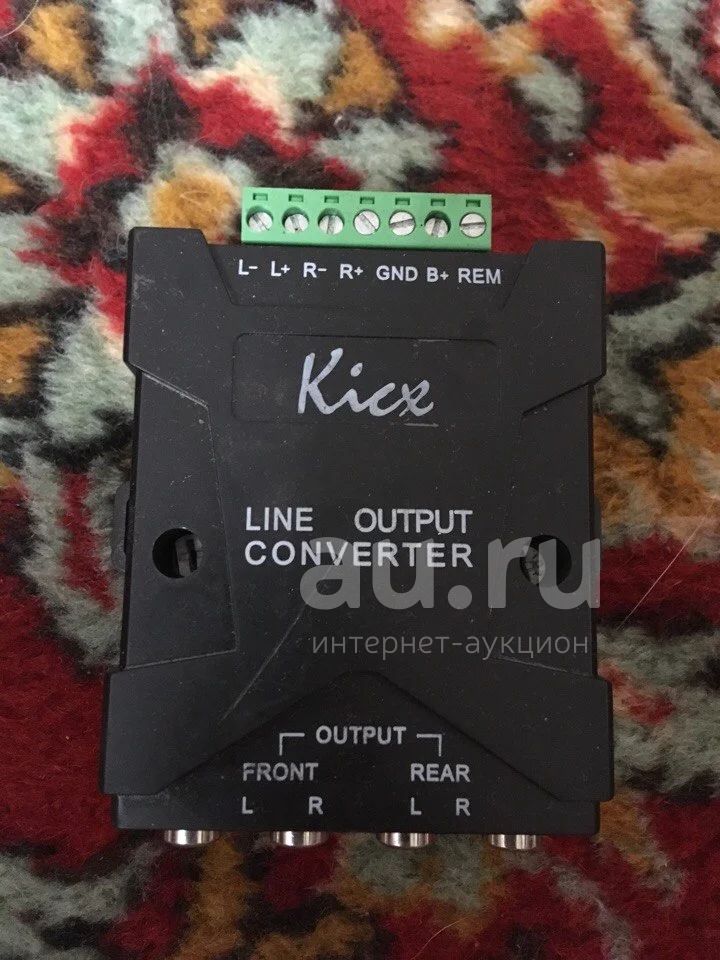 L- L+ R- R+ GND B+ REM
Kicx
LINE OUTPUT
CONVERTER
au.ru
интернет-аукцион
OUTPUT
FRONT REAR
L R L R